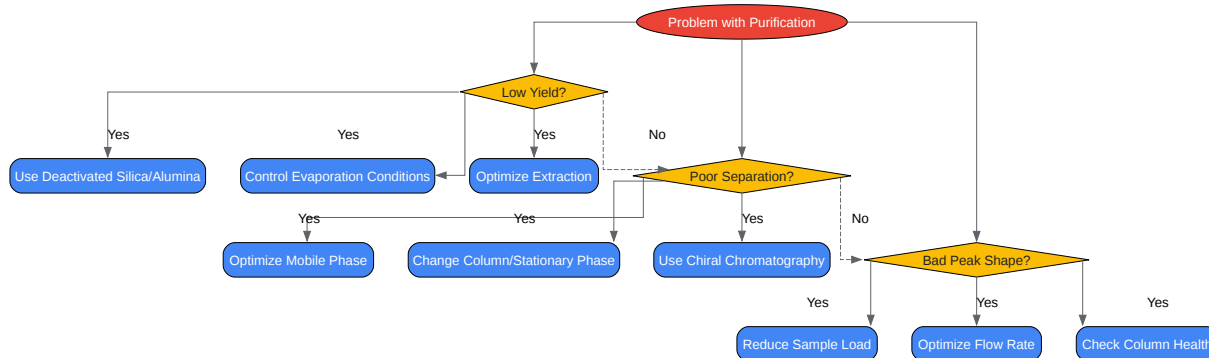 Problem with Purification
Low Yield?
Yes
Yes
Yes
No
Use Deactivated Silica/Alumina
Control Evaporation Conditions
Optimize Extraction
Poor Separation?
Yes
Yes
Yes
No
Optimize Mobile Phase
Change Column/Stationary Phase
Use Chiral Chromatography
Bad Peak Shape?
Yes
Yes
Yes
Reduce Sample Load
Optimize Flow Rate
Check Column Health